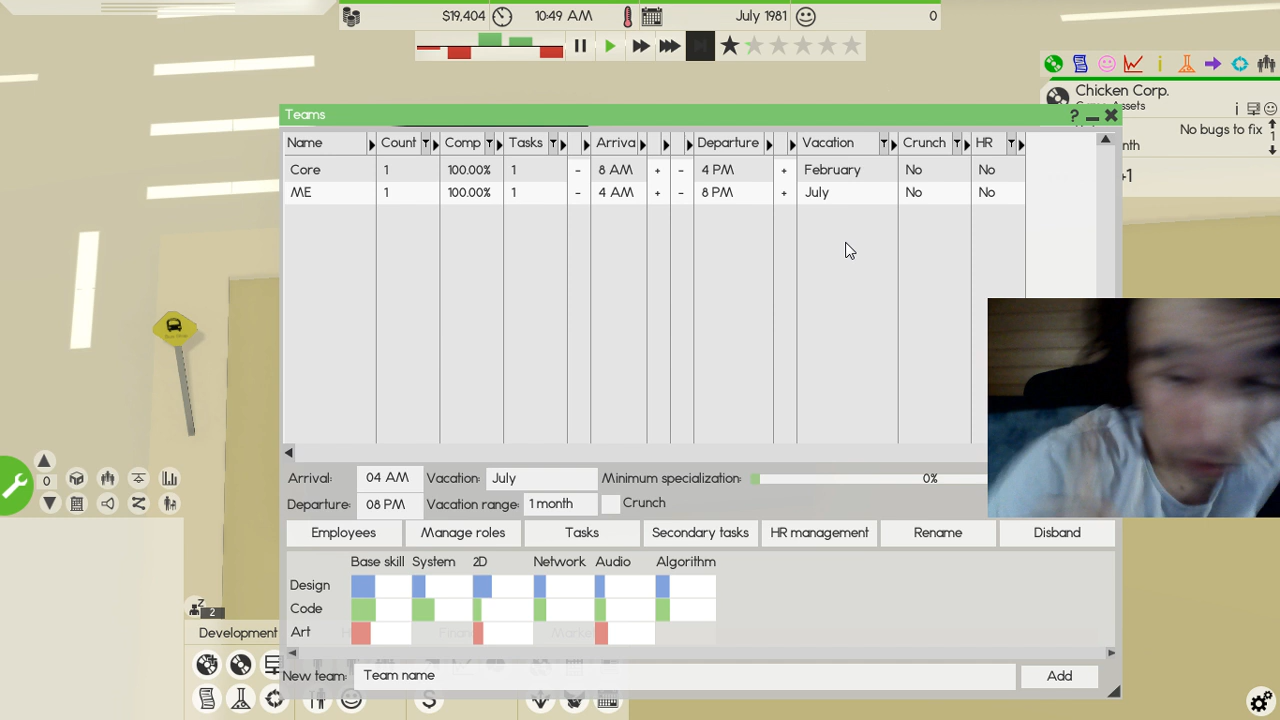 $19,404 10:49 AM July 1981 0
Chicken Corp.
No bugs to fix
+1
Teams ?
Name Count Comp Tasks Arriva Departure Vacation Crunch HR
Core 1 100.00% 1 - 8 AM + - 4 PM + February No No
ME 1 100.00% 1 - 4 AM + - 8 PM + July No No
Arrival: 04 AM Vacation: July Minimum specialization: 0%
Departure: 08 PM Vacation range: 1 month Crunch
Employees Manage roles Tasks Secondary tasks HR management Rename Disband
Base skill System 2D Network Audio Algorithm
Design
Code
Art
0
2
Development
New team: Team name Add